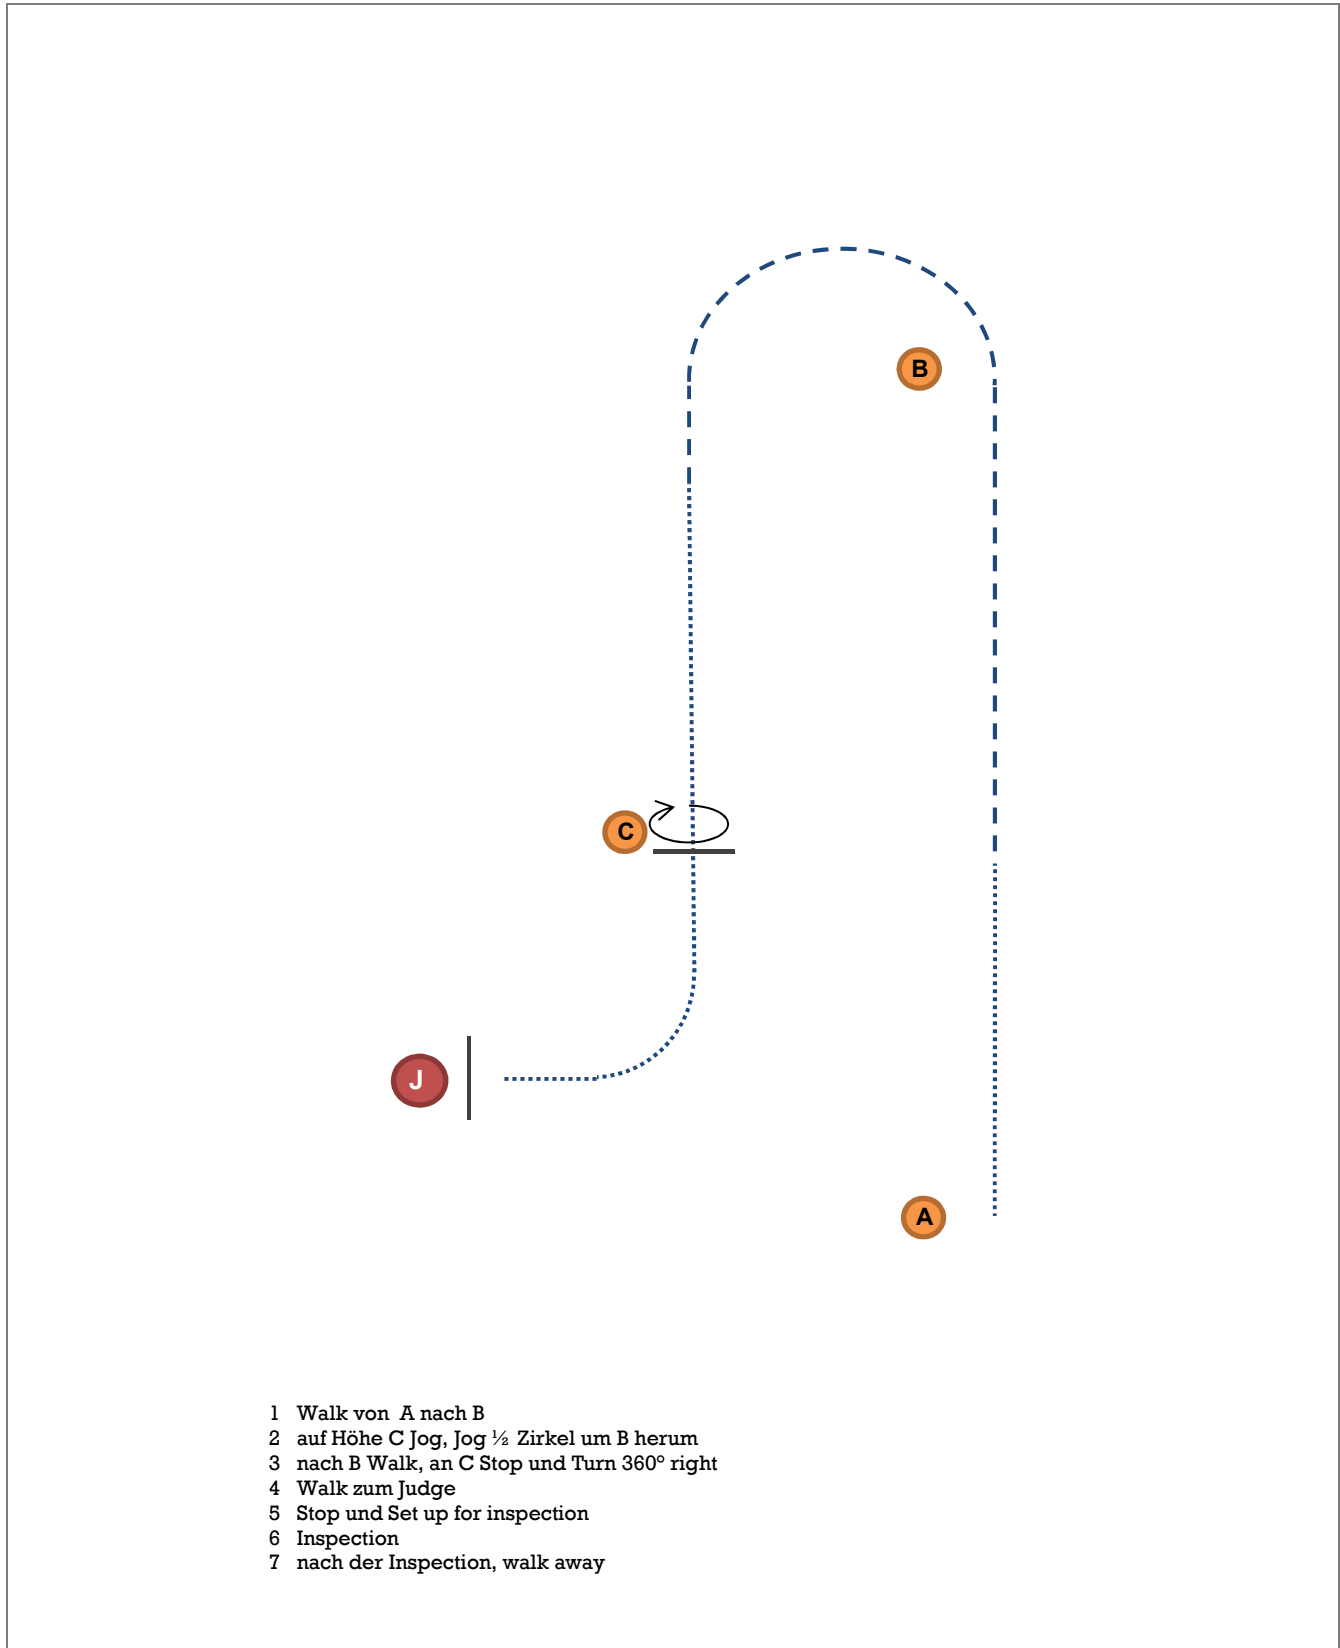 B
C
J
A
1 Walk von A nach B
2 auf Höhe C Jog, Jog ½ Zirkel um B herum
3 nach B Walk, an C Stop und Turn 360° right
4 Walk zum Judge
5 Stop und Set up for inspection
6 Inspection
7 nach der Inspection, walk away